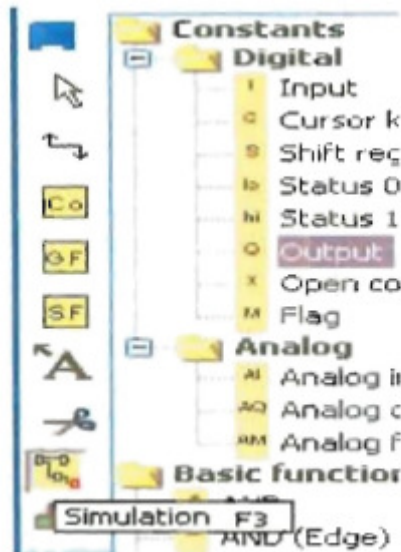 Constants
Digital
I Input
C Cursor k
S Shift reg
lo Status 0
hi Status 1
Q Output
X Open co
M Flag
Analog
AI Analog i
AQ Analog
AM Analog f
Basic function
AND (Edge)
Co
GF
SF
A
Simulation F3